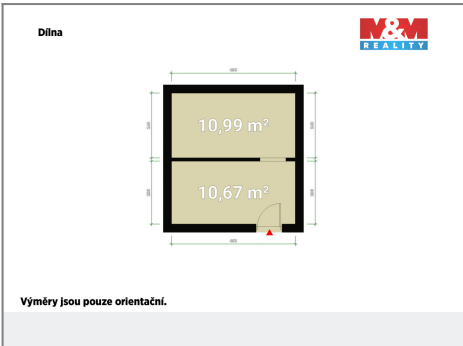 Dílna
M&M
REALITY
10,99 m²
10,67 m²
Výměry jsou pouze orientační.